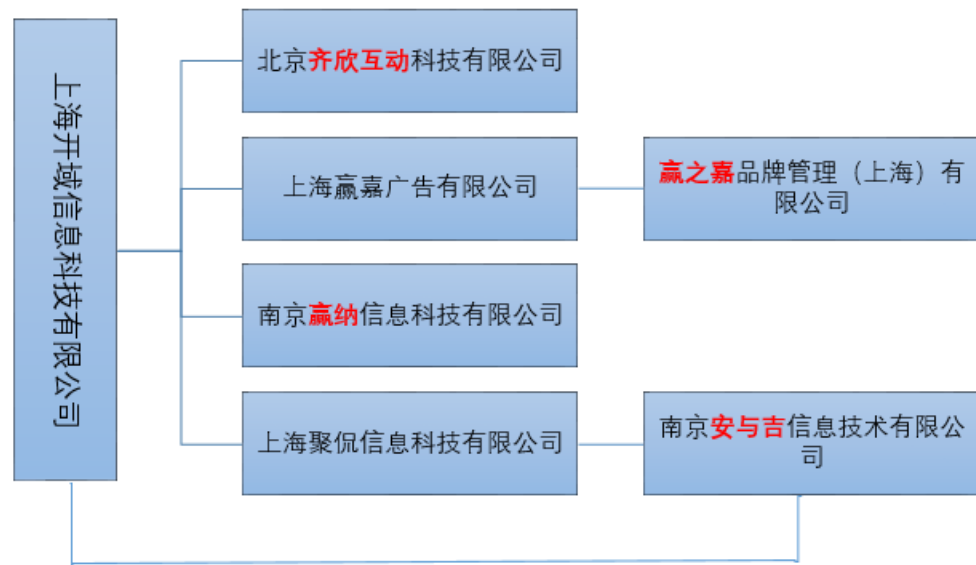 上海开域信息科技有限公司
北京齐欣互动科技有限公司
上海赢嘉广告有限公司
赢之嘉品牌管理（上海）有
限公司
南京赢纳信息科技有限公司
上海聚侃信息科技有限公司
南京安与吉信息技术有限公
司